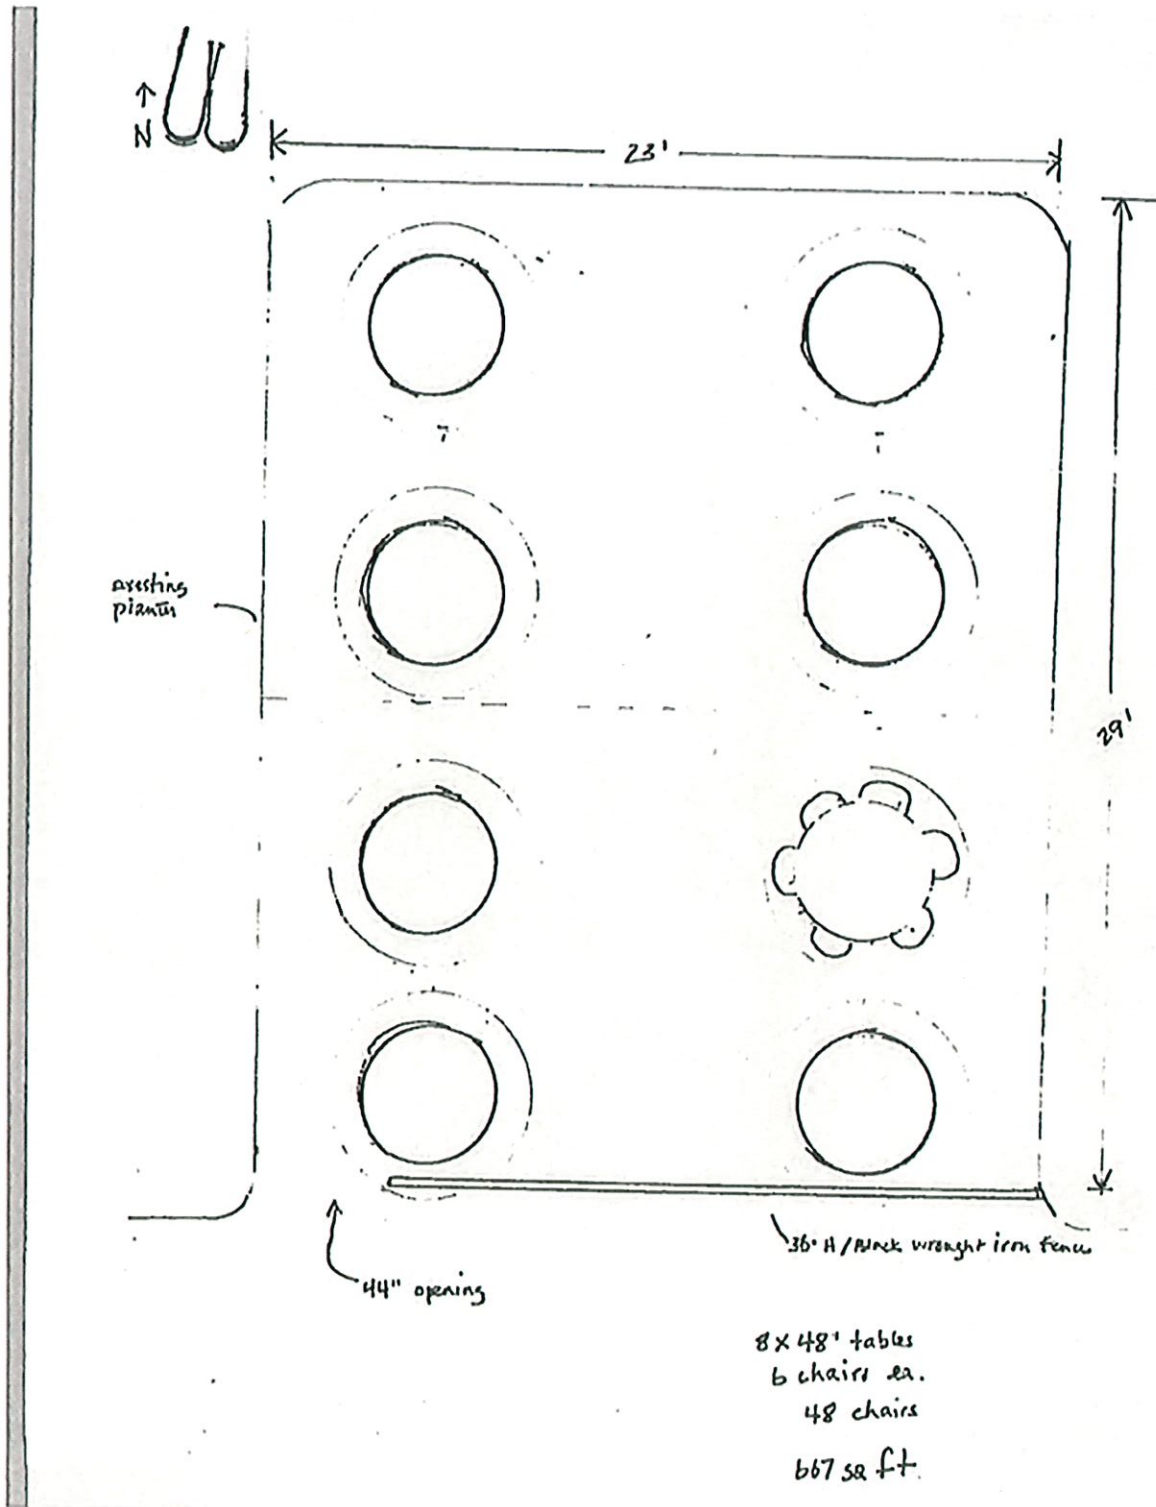 N
23'
existing
planter
29'
36" H / Black wrought iron fence
44" opening
8 x 48' tables
6 chairs ea.
48 chairs
667 sq ft.